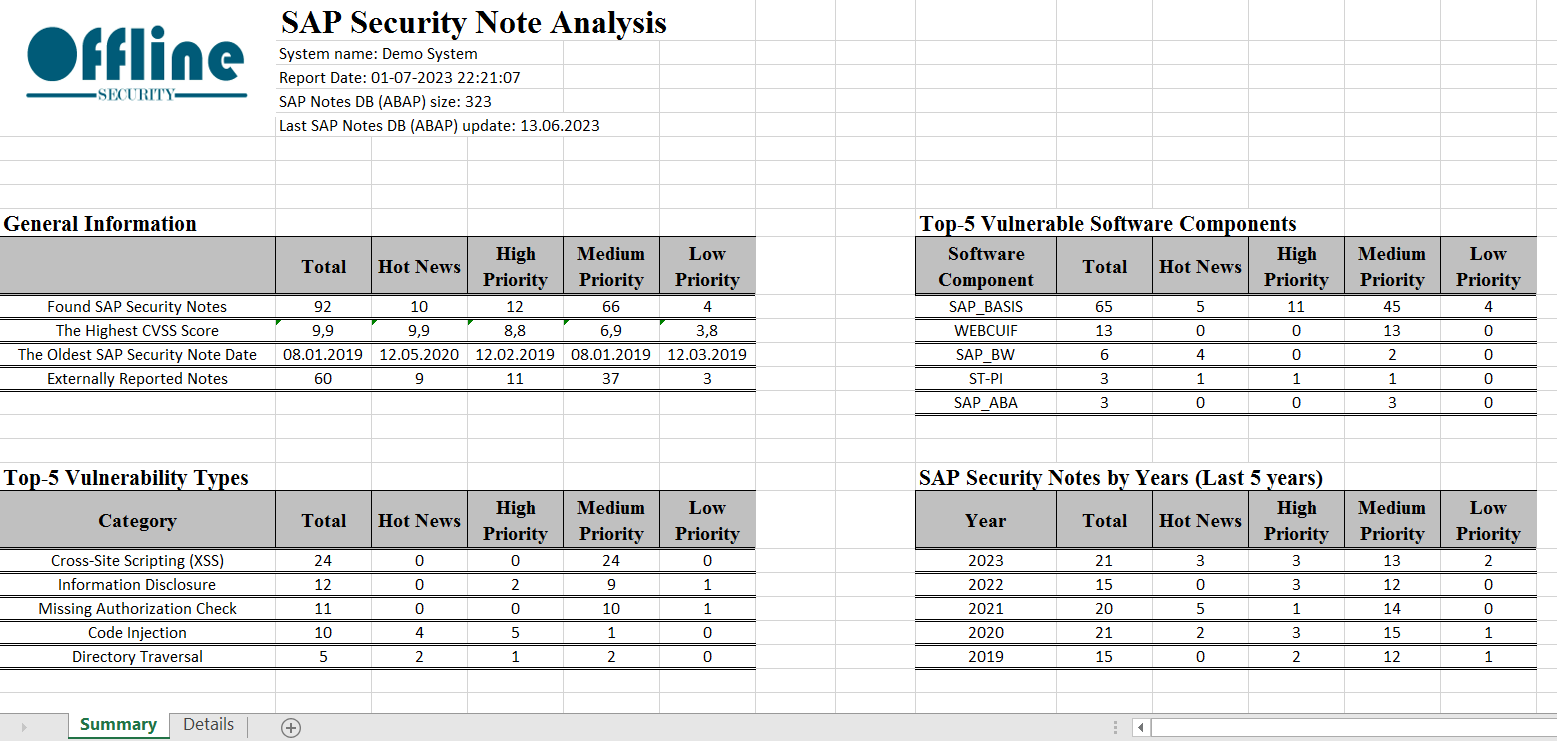 Offline
SECURITY
SAP Security Note Analysis
System name: Demo System
Report Date: 01-07-2023 22:21:07
SAP Notes DB (ABAP) size: 323
Last SAP Notes DB (ABAP) update: 13.06.2023
General Information
Total Hot News High Priority Medium Priority Low Priority
Found SAP Security Notes 92 10 12 66 4
The Highest CVSS Score 9,9 9,9 8,8 6,9 3,8
The Oldest SAP Security Note Date 08.01.2019 12.05.2020 12.02.2019 08.01.2019 12.03.2019
Externally Reported Notes 60 9 11 37 3
Top-5 Vulnerable Software Components
Software Component Total Hot News High Priority Medium Priority Low Priority
SAP_BASIS 65 5 11 45 4
WEBCUIF 13 0 0 13 0
SAP_BW 6 4 0 2 0
ST-PI 3 1 1 1 0
SAP_ABA 3 0 0 3 0
Top-5 Vulnerability Types
Category Total Hot News High Priority Medium Priority Low Priority
Cross-Site Scripting (XSS) 24 0 0 24 0
Information Disclosure 12 0 2 9 1
Missing Authorization Check 11 0 0 10 1
Code Injection 10 4 5 1 0
Directory Traversal 5 2 1 2 0
SAP Security Notes by Years (Last 5 years)
Year Total Hot News High Priority Medium Priority Low Priority
2023 21 3 3 13 2
2022 15 0 3 12 0
2021 20 5 1 14 0
2020 21 2 3 15 1
2019 15 0 2 12 1
Summary Details